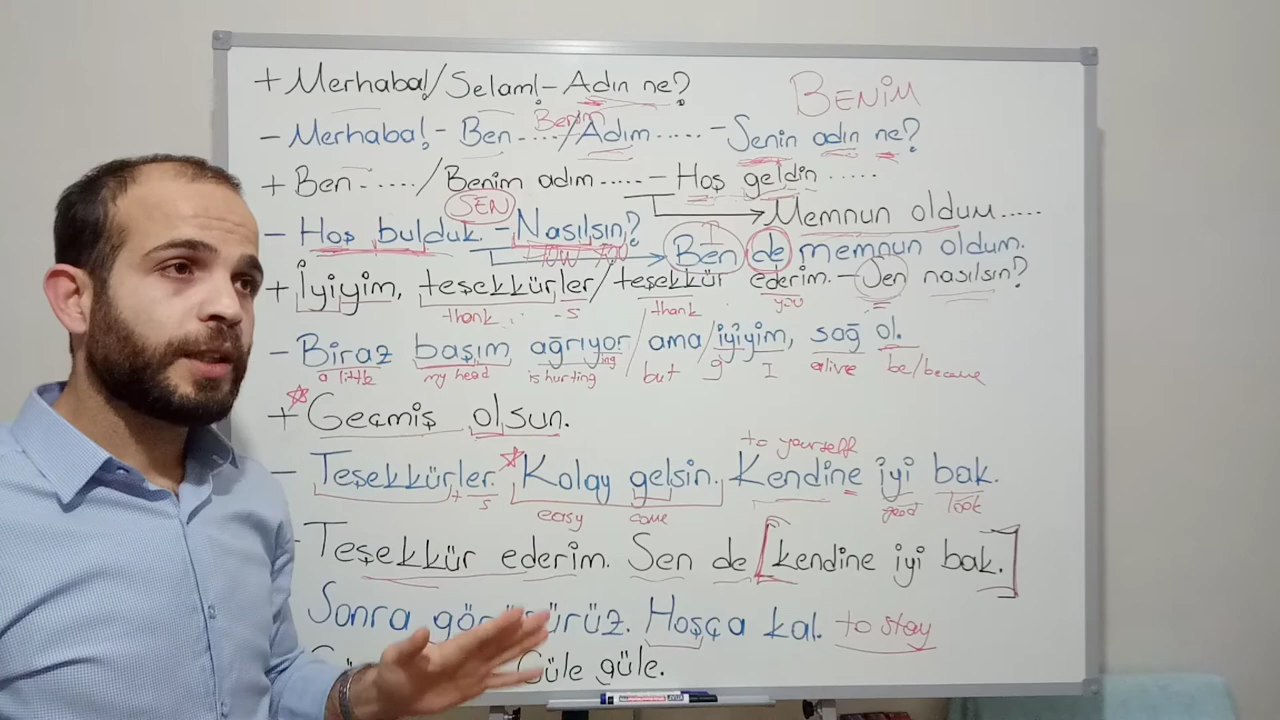 + Merhaba!/Selam!- Adın ne? BENİM
Benim
- Merhaba!- Ben ...../Adım ..... - Senin adın ne?
+ Ben ...../Benim adım ..... - Hoş geldin .....
SEN Memnun oldum.....
- Hoş bulduk. - Nasılsın? Ben I de memnun oldum.
HOW YOU
+ İyiyim, teşekkürler/teşekkür ederim. - Sen nasılsın?
thank -s thank you
- Biraz başım ağrıyor/ama/iyiyim, sağ ol.
a little my head is hurting ing but g I alive be/became
+ Geçmiş olsun.
to yourself
- Teşekkürler. Kolay gelsin. Kendine iyi bak.
+ s easy come good look
Teşekkür ederim. Sen de [kendine iyi bak.]
Sonra Hoşça kal. to stay
Güle güle.